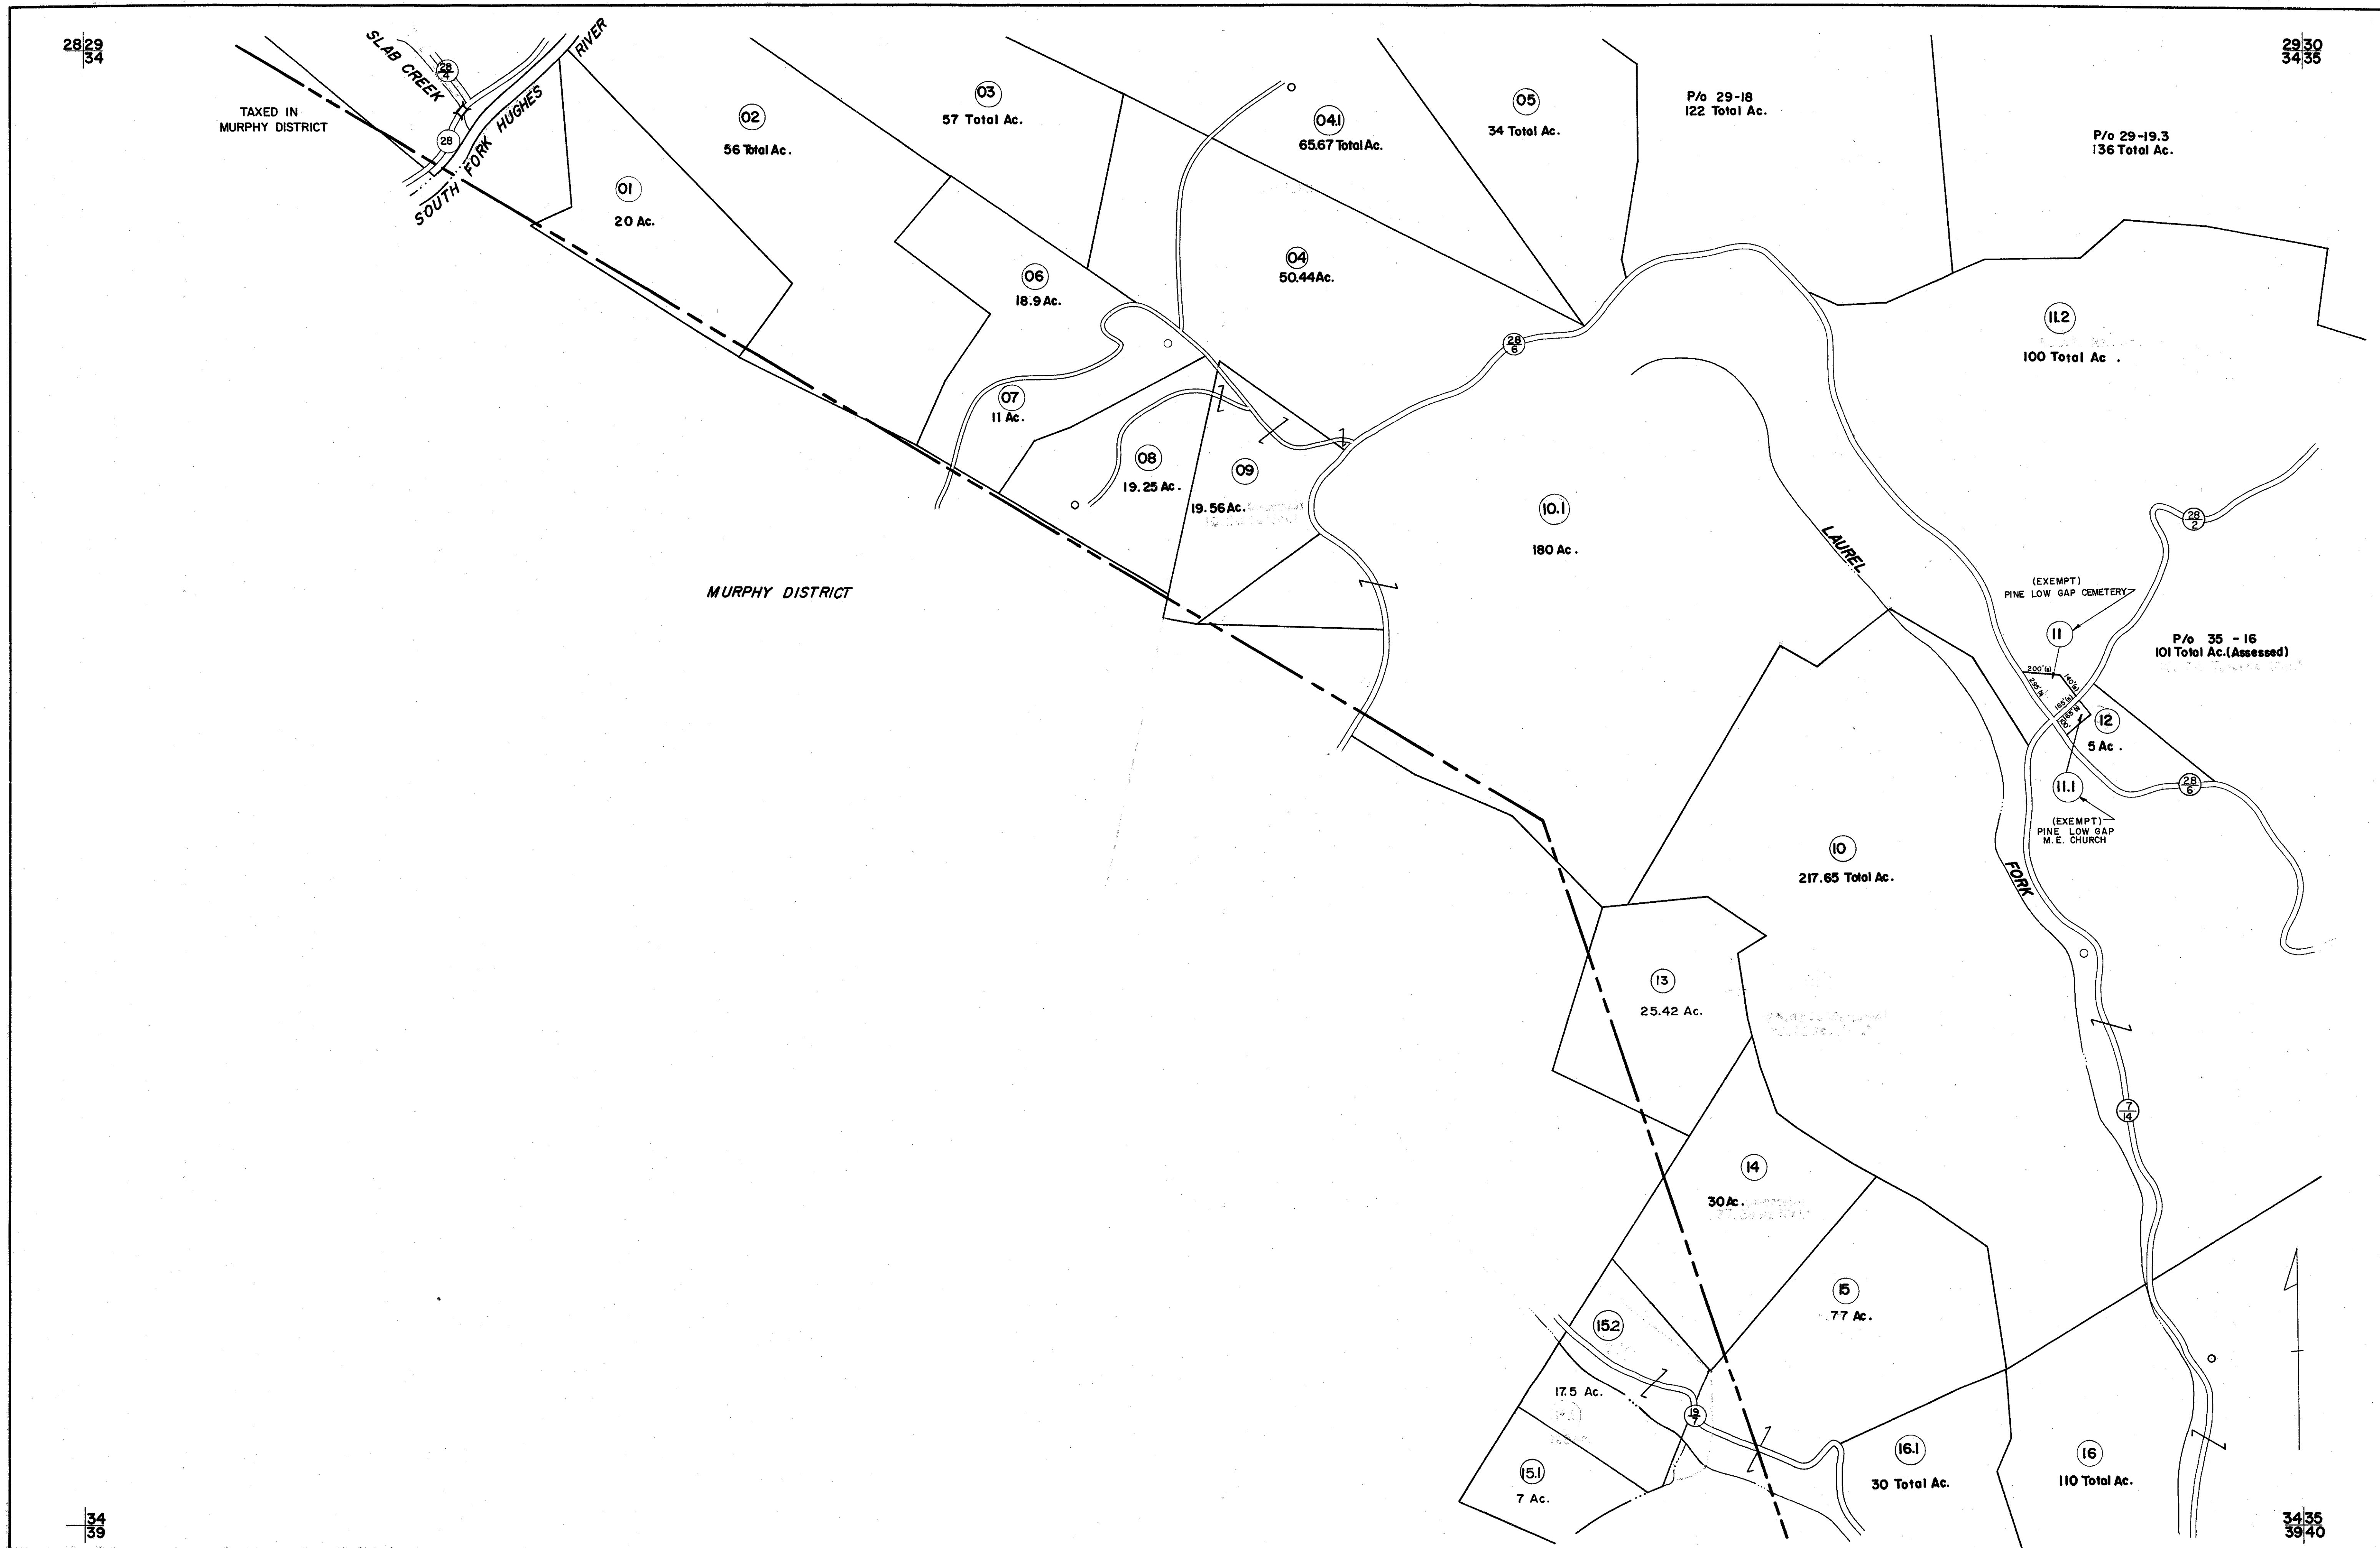 28 29
34
29 30
34 35
SLAB CREEK
28
4
28
RIVER
SOUTH FORK HUGHES
TAXED IN
MURPHY DISTRICT
01
20 Ac.
02
56 Total Ac.
03
57 Total Ac.
04.1
65.67 Total Ac.
05
34 Total Ac.
P/o 29-18
122 Total Ac.
P/o 29-19.3
136 Total Ac.
04
50.44 Ac.
06
18.9 Ac.
07
11 Ac.
08
19.25 Ac.
09
19.56 Ac.
28
6
11.2
100 Total Ac.
10.1
180 Ac.
LAUREL
28
2
MURPHY DISTRICT
(EXEMPT)
PINE LOW GAP CEMETERY
11
P/o 35 - 16
101 Total Ac.(Assessed)
200'(s)
295'(s)
140'(s)
165'(s)
165'(s)
12
5 Ac.
11.1
28
6
(EXEMPT)
PINE LOW GAP
M.E. CHURCH
10
217.65 Total Ac.
FORK
13
25.42 Ac.
7
14
14
30 Ac.
15
77 Ac.
15.2
17.5 Ac.
19
7
15.1
7 Ac.
16.1
30 Total Ac.
16
110 Total Ac.
34
39
34 35
39 40